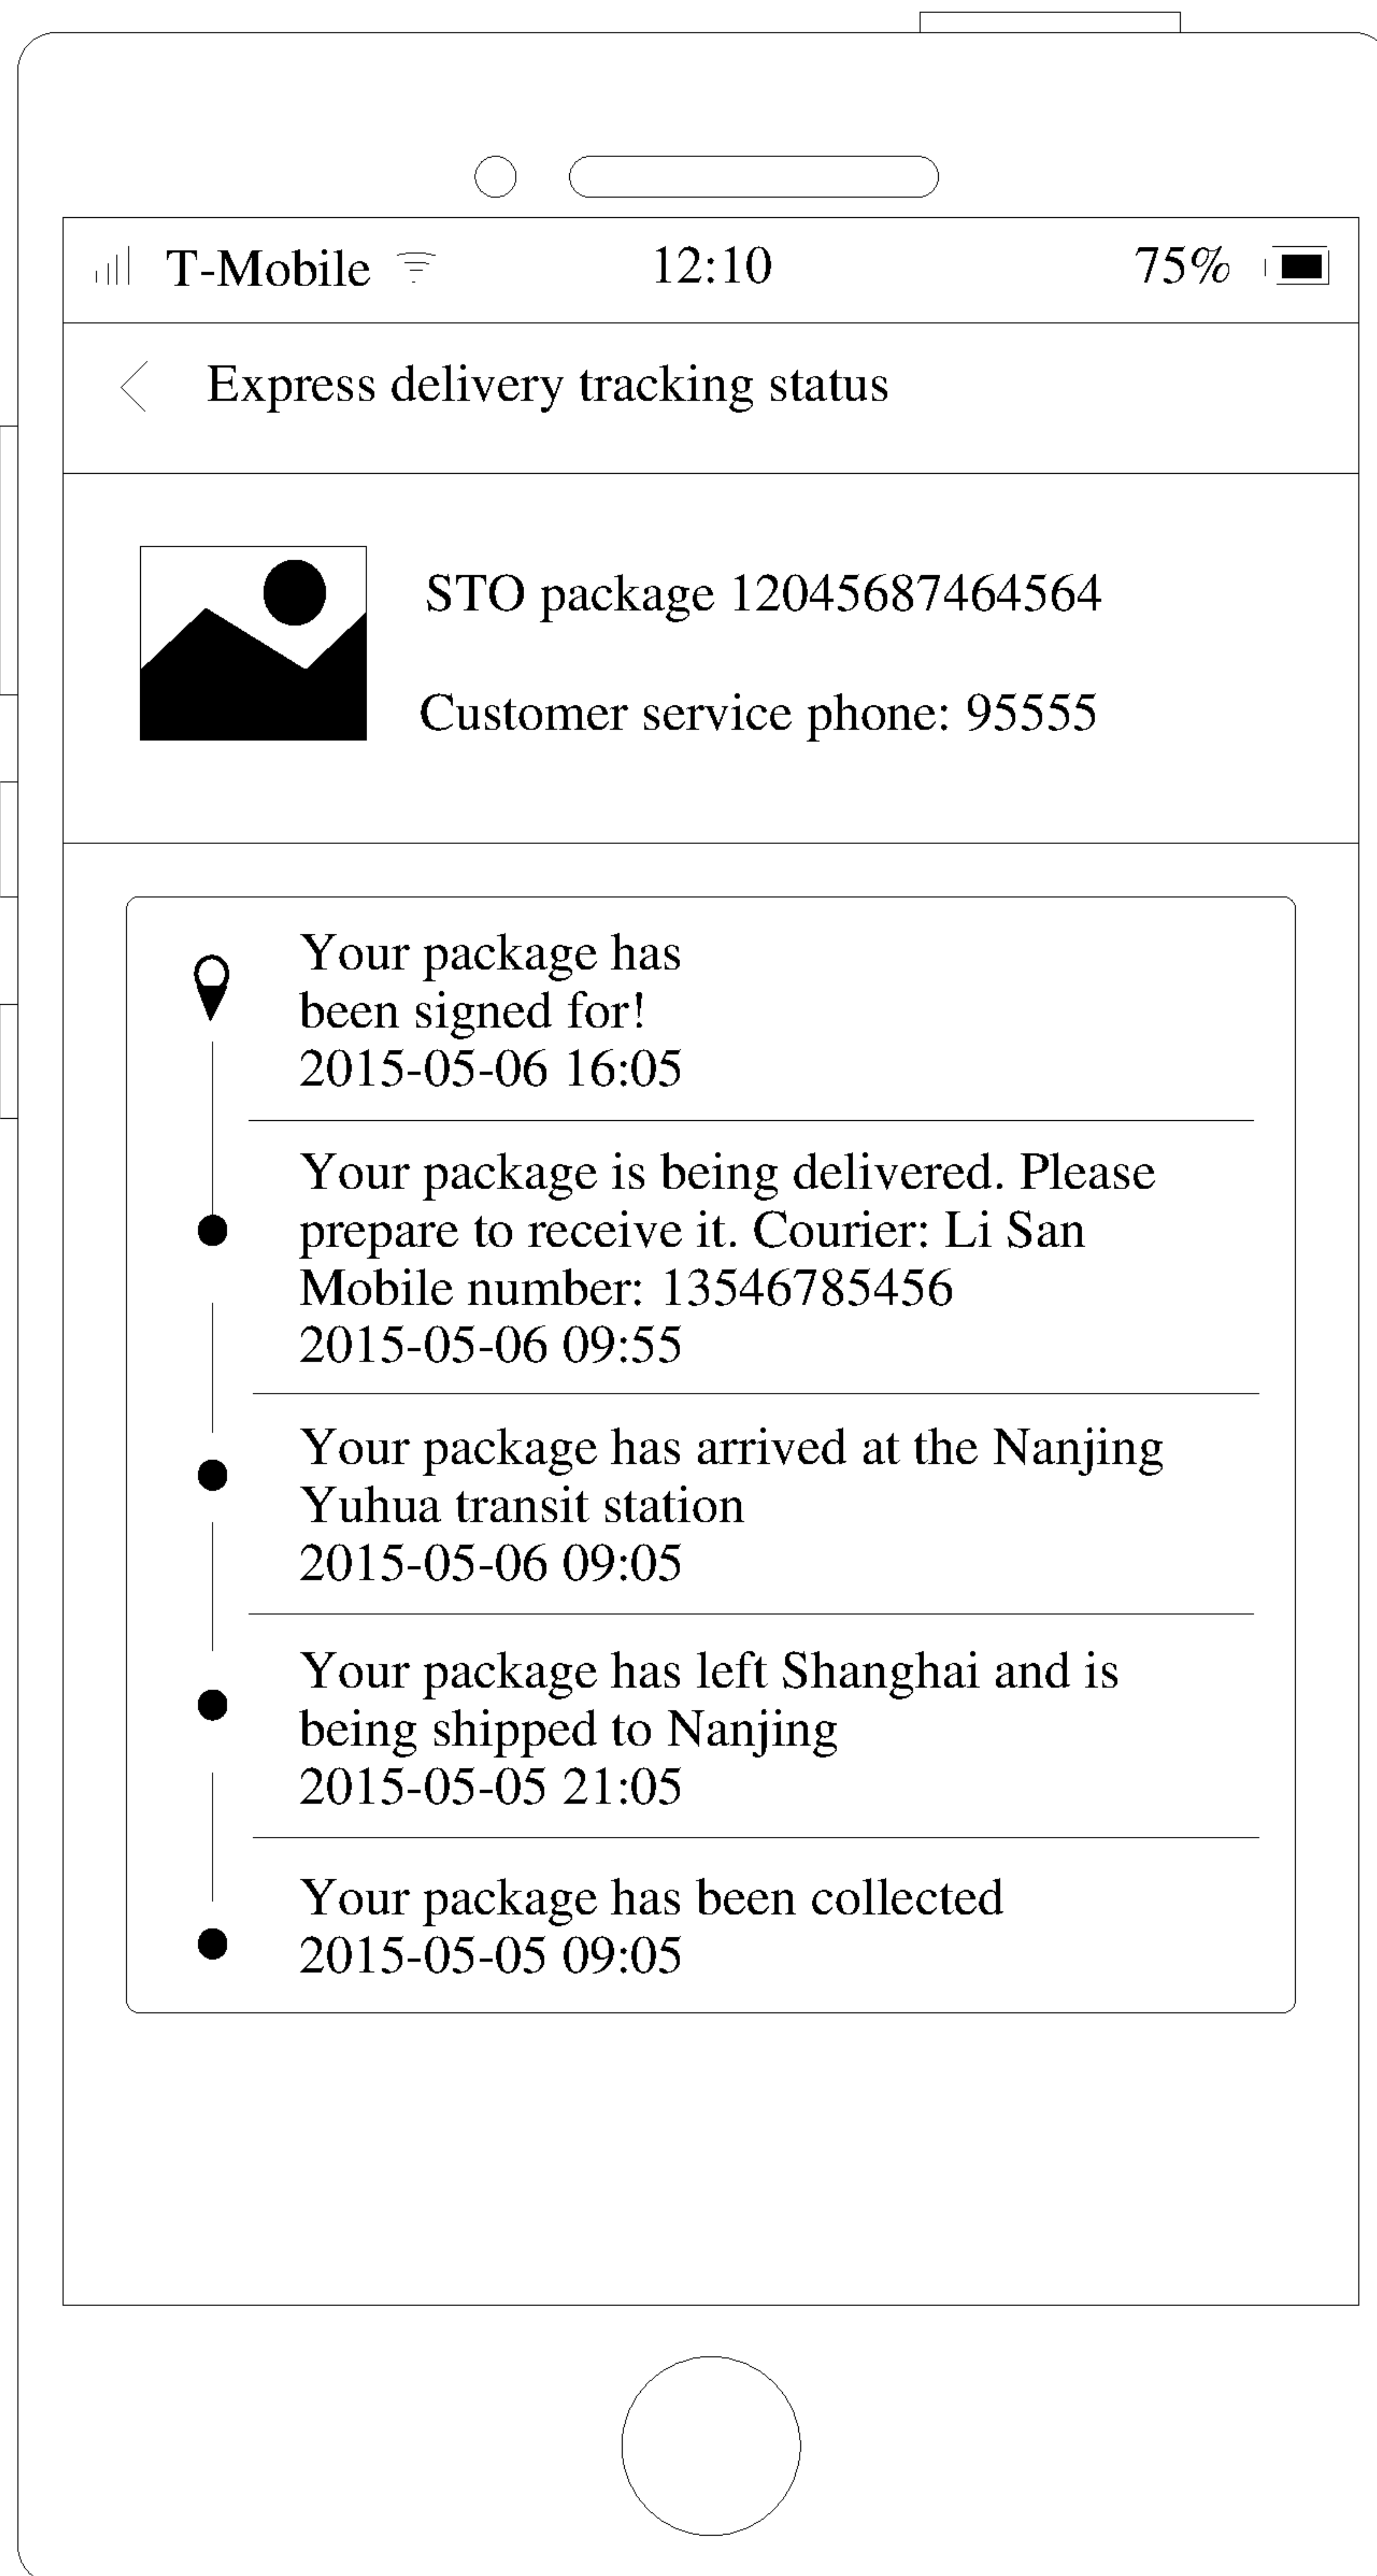 T-Mobile 12:10 75%
Express delivery tracking status
STO package 12045687464564
Customer service phone: 95555
Your package has
been signed for!
2015-05-06 16:05
Your package is being delivered. Please
prepare to receive it. Courier: Li San
Mobile number: 13546785456
2015-05-06 09:55
Your package has arrived at the Nanjing
Yuhua transit station
2015-05-06 09:05
Your package has left Shanghai and is
being shipped to Nanjing
2015-05-05 21:05
Your package has been collected
2015-05-05 09:05